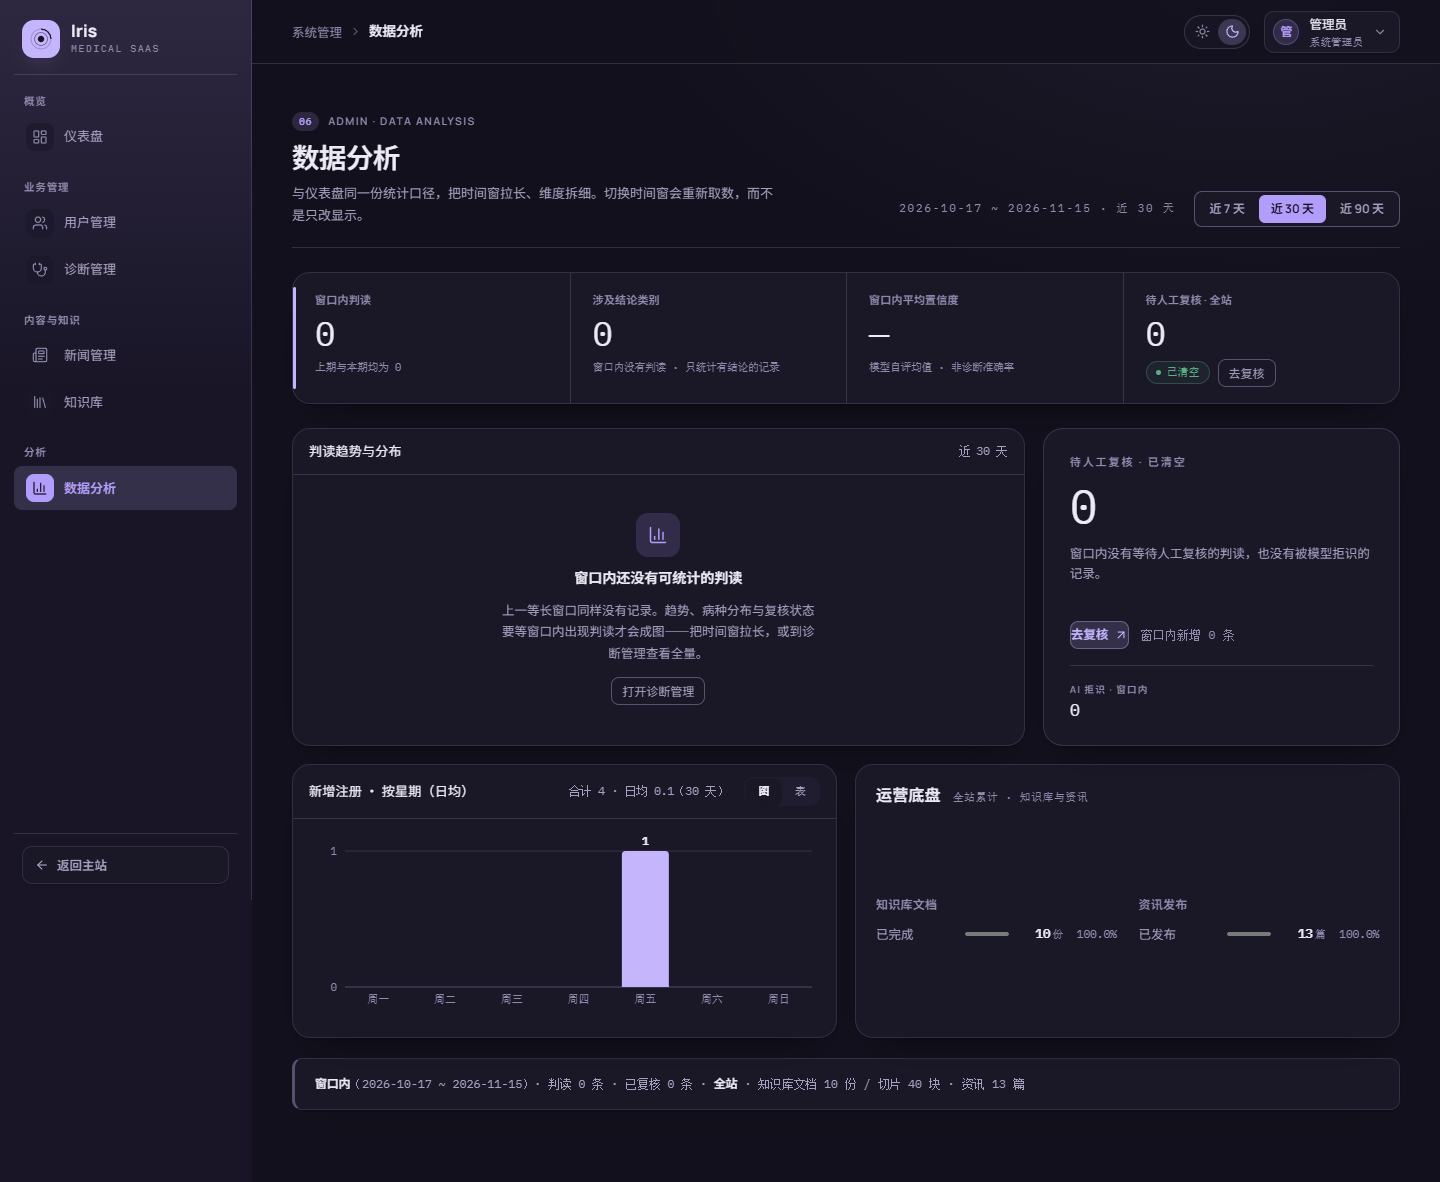 Iris
MEDICAL SAAS
概览
仪表盘
业务管理
用户管理
诊断管理
内容与知识
新闻管理
知识库
分析
数据分析
返回主站
系统管理 > 数据分析
管
管理员
系统管理员
06 ADMIN · DATA ANALYSIS
数据分析
与仪表盘同一份统计口径，把时间窗拉长、维度拆细。切换时间窗会重新取数，而不
是只改显示。
2026-10-17 ~ 2026-11-15 · 近 30 天
近 7 天
近 30 天
近 90 天
窗口内判读
0
上期与本期均为 0
涉及结论类别
0
窗口内没有判读 · 只统计有结论的记录
窗口内平均置信度
—
模型自评均值 · 非诊断准确率
待人工复核 · 全站
0
已清空
去复核
判读趋势与分布
近 30 天
窗口内还没有可统计的判读
上一等长窗口同样没有记录。趋势、病种分布与复核状态
要等窗口内出现判读才会成图——把时间窗拉长，或到诊
断管理查看全量。
打开诊断管理
待人工复核 · 已清空
0
窗口内没有等待人工复核的判读，也没有被模型拒识的
记录。
去复核
窗口内新增 0 条
AI 拒识 · 窗口内
0
新增注册 · 按星期（日均）
合计 4 · 日均 0.1（30 天）
图
表
1
1
0
周一
周二
周三
周四
周五
周六
周日
运营底盘
全站累计 · 知识库与资讯
知识库文档
已完成
10 份
100.0%
资讯发布
已发布
13 篇
100.0%
窗口内（2026-10-17 ~ 2026-11-15）· 判读 0 条 · 已复核 0 条 · 全站 · 知识库文档 10 份 / 切片 40 块 · 资讯 13 篇